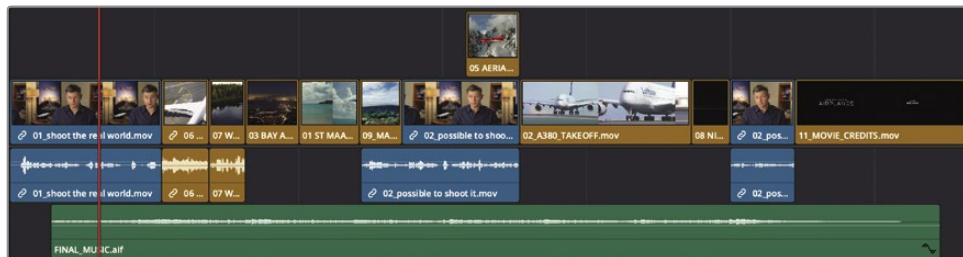 05 AERIA...
01_shoot the real world.mov
06 ...
07 W...
03 BAY A...
01 ST MAA...
09_MA...
02_possible to shoo...
02_A380_TAKEOFF.mov
08 NI...
02_pos...
11_MOVIE_CREDITS.mov
01_shoot the real world.mov
06 ...
07 W...
02_possible to shoot it.mov
02_pos...
FINAL_MUSIC.aif